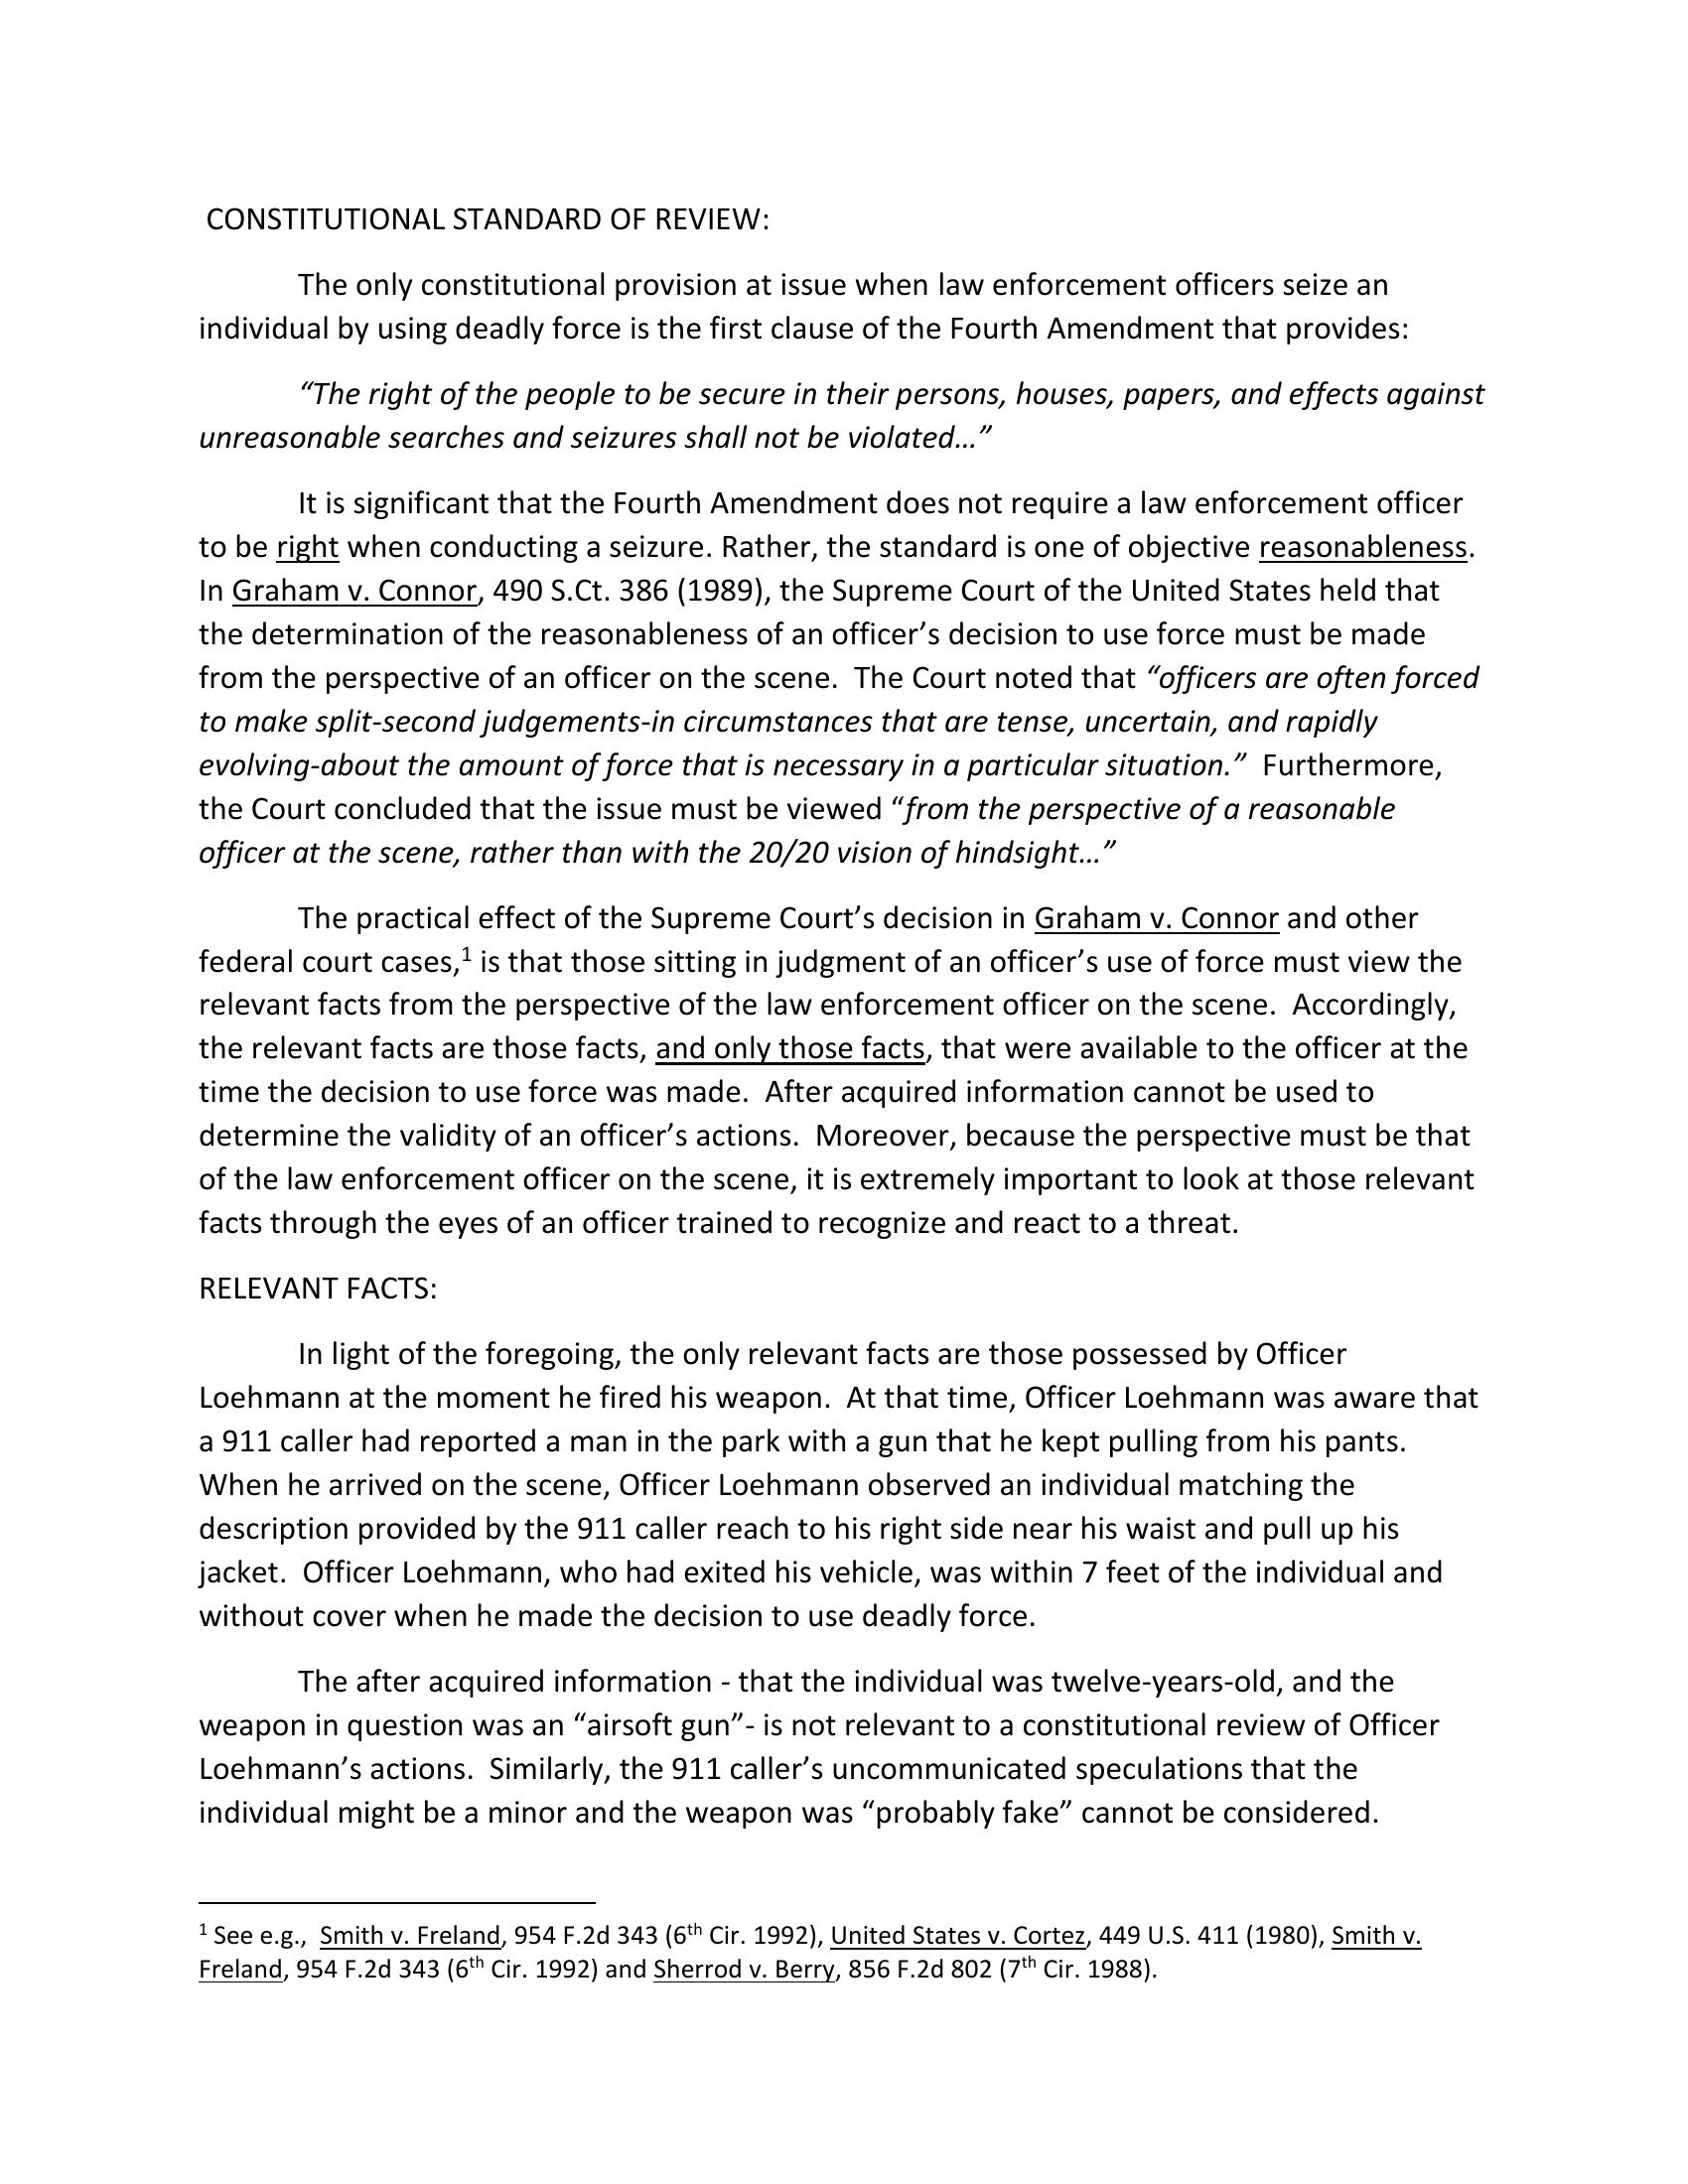 CONSTITUTIONAL STANDARD OF REVIEW:
The only constitutional provision at issue when law enforcement officers seize an
individual by using deadly force is the first clause of the Fourth Amendment that provides:
“The right of the people to be secure in their persons, houses, papers, and effects against
unreasonable searches and seizures shall not be violated…”
It is significant that the Fourth Amendment does not require a law enforcement officer
to be right when conducting a seizure. Rather, the standard is one of objective reasonableness.
In Graham v. Connor, 490 S.Ct. 386 (1989), the Supreme Court of the United States held that
the determination of the reasonableness of an officer’s decision to use force must be made
from the perspective of an officer on the scene.  The Court noted that “officers are often forced
to make split-second judgements-in circumstances that are tense, uncertain, and rapidly
evolving-about the amount of force that is necessary in a particular situation.”  Furthermore,
the Court concluded that the issue must be viewed “from the perspective of a reasonable
officer at the scene, rather than with the 20/20 vision of hindsight…”
The practical effect of the Supreme Court’s decision in Graham v. Connor and other
federal court cases,1 is that those sitting in judgment of an officer’s use of force must view the
relevant facts from the perspective of the law enforcement officer on the scene.  Accordingly,
the relevant facts are those facts, and only those facts, that were available to the officer at the
time the decision to use force was made.  After acquired information cannot be used to
determine the validity of an officer’s actions.  Moreover, because the perspective must be that
of the law enforcement officer on the scene, it is extremely important to look at those relevant
facts through the eyes of an officer trained to recognize and react to a threat.
RELEVANT FACTS:
In light of the foregoing, the only relevant facts are those possessed by Officer
Loehmann at the moment he fired his weapon.  At that time, Officer Loehmann was aware that
a 911 caller had reported a man in the park with a gun that he kept pulling from his pants.
When he arrived on the scene, Officer Loehmann observed an individual matching the
description provided by the 911 caller reach to his right side near his waist and pull up his
jacket.  Officer Loehmann, who had exited his vehicle, was within 7 feet of the individual and
without cover when he made the decision to use deadly force.
The after acquired information - that the individual was twelve-years-old, and the
weapon in question was an “airsoft gun”- is not relevant to a constitutional review of Officer
Loehmann’s actions.  Similarly, the 911 caller’s uncommunicated speculations that the
individual might be a minor and the weapon was “probably fake” cannot be considered.
1 See e.g.,  Smith v. Freland, 954 F.2d 343 (6th Cir. 1992), United States v. Cortez, 449 U.S. 411 (1980), Smith v.
Freland, 954 F.2d 343 (6th Cir. 1992) and Sherrod v. Berry, 856 F.2d 802 (7th Cir. 1988).